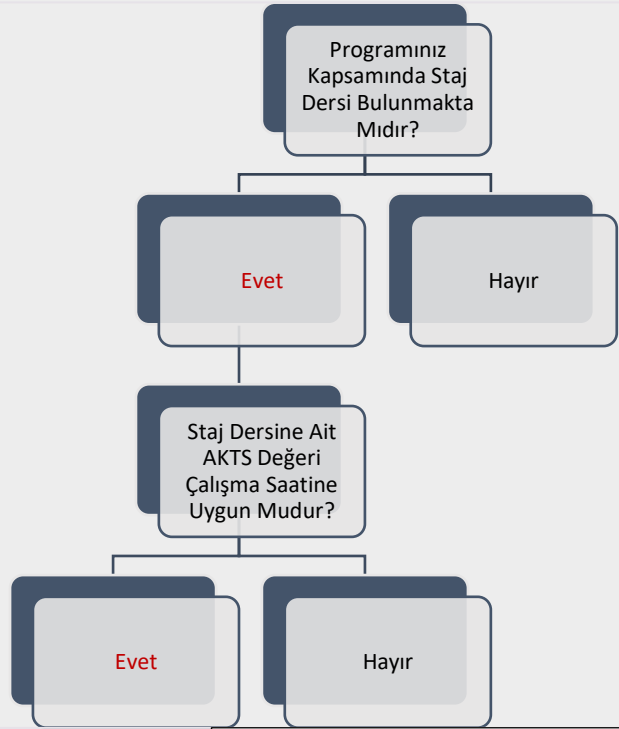 Programınız
Kapsamında Staj
Dersi Bulunmakta
Mıdır?
Evet
Hayır
Staj Dersine Ait
AKTS Değeri
Çalışma Saatine
Uygun Mudur?
Evet
Hayır